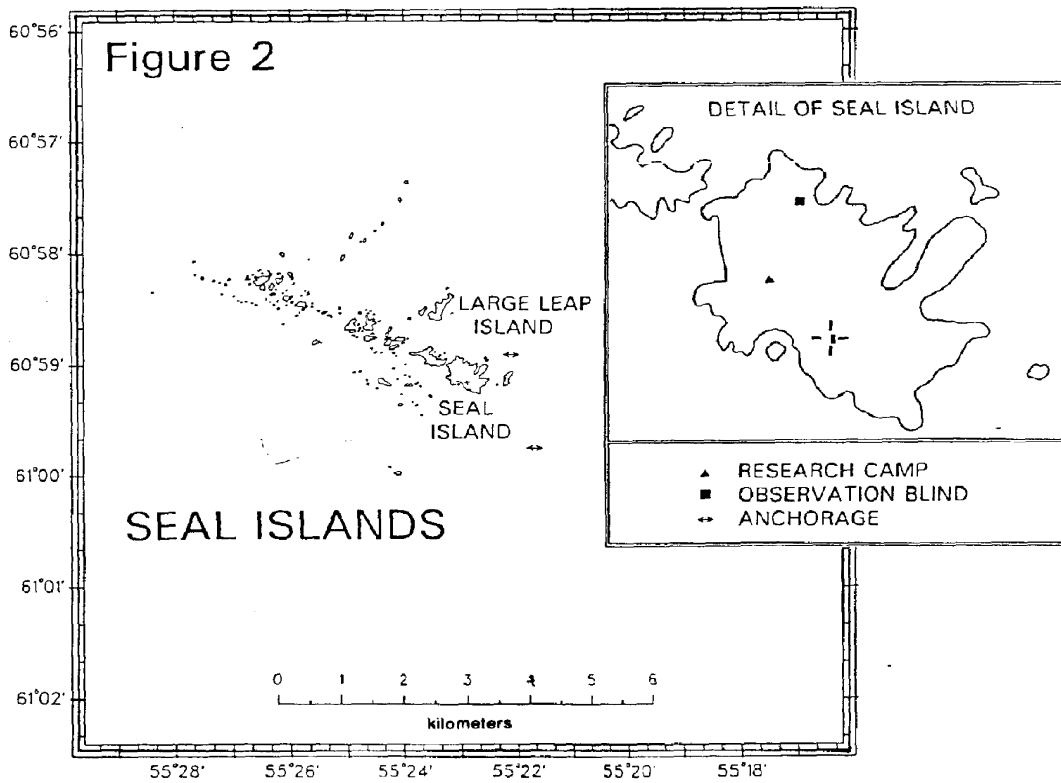 Figure 2
60°56'
60°57'
60°58'
60°59'
61°00'
61°01'
61°02'
LARGE LEAP
ISLAND
SEAL
ISLAND
SEAL ISLANDS
0 1 2 3 4 5 6
kilometers
55°28' 55°26' 55°24' 55°22' 55°20' 55°18'
DETAIL OF SEAL ISLAND
RESEARCH CAMP
OBSERVATION BLIND
ANCHORAGE